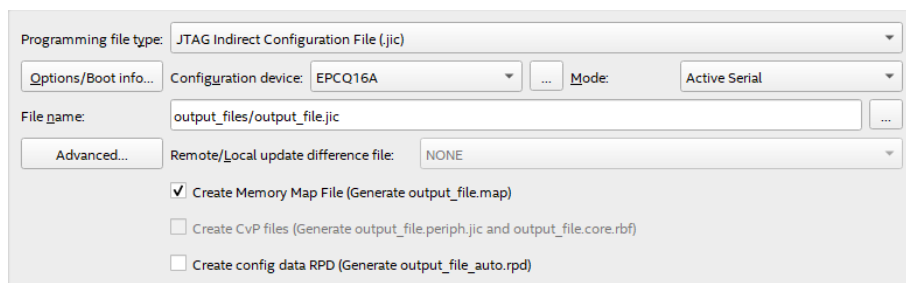 Programming file type: JTAG Indirect Configuration File (.jic)
Options/Boot info... Configuration device: EPCQ16A ... Mode: Active Serial
File name: output_files/output_file.jic ...
Advanced... Remote/Local update difference file: NONE
Create Memory Map File (Generate output_file.map)
Create CvP files (Generate output_file.periph.jic and output_file.core.rbf)
Create config data RPD (Generate output_file_auto.rpd)